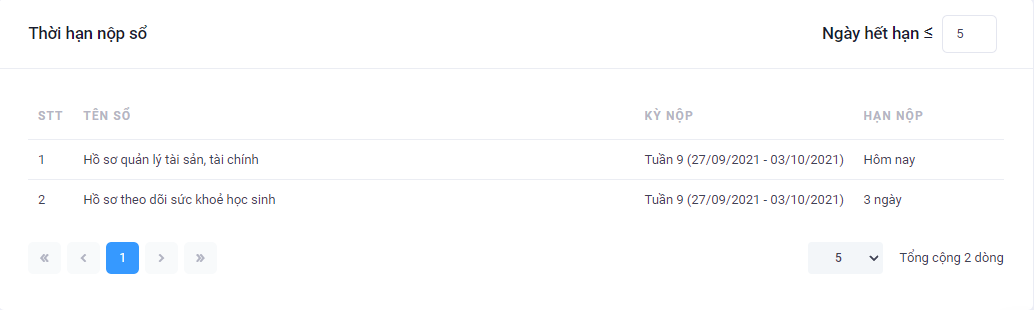 Thời hạn nộp sổ
Ngày hết hạn ≤ 5
STT TÊN SỔ KỲ NỘP HẠN NỘP
1 Hồ sơ quản lý tài sản, tài chính Tuần 9 (27/09/2021 - 03/10/2021) Hôm nay
2 Hồ sơ theo dõi sức khoẻ học sinh Tuần 9 (27/09/2021 - 03/10/2021) 3 ngày
« ‹ 1 › » 5 Tổng cộng 2 dòng